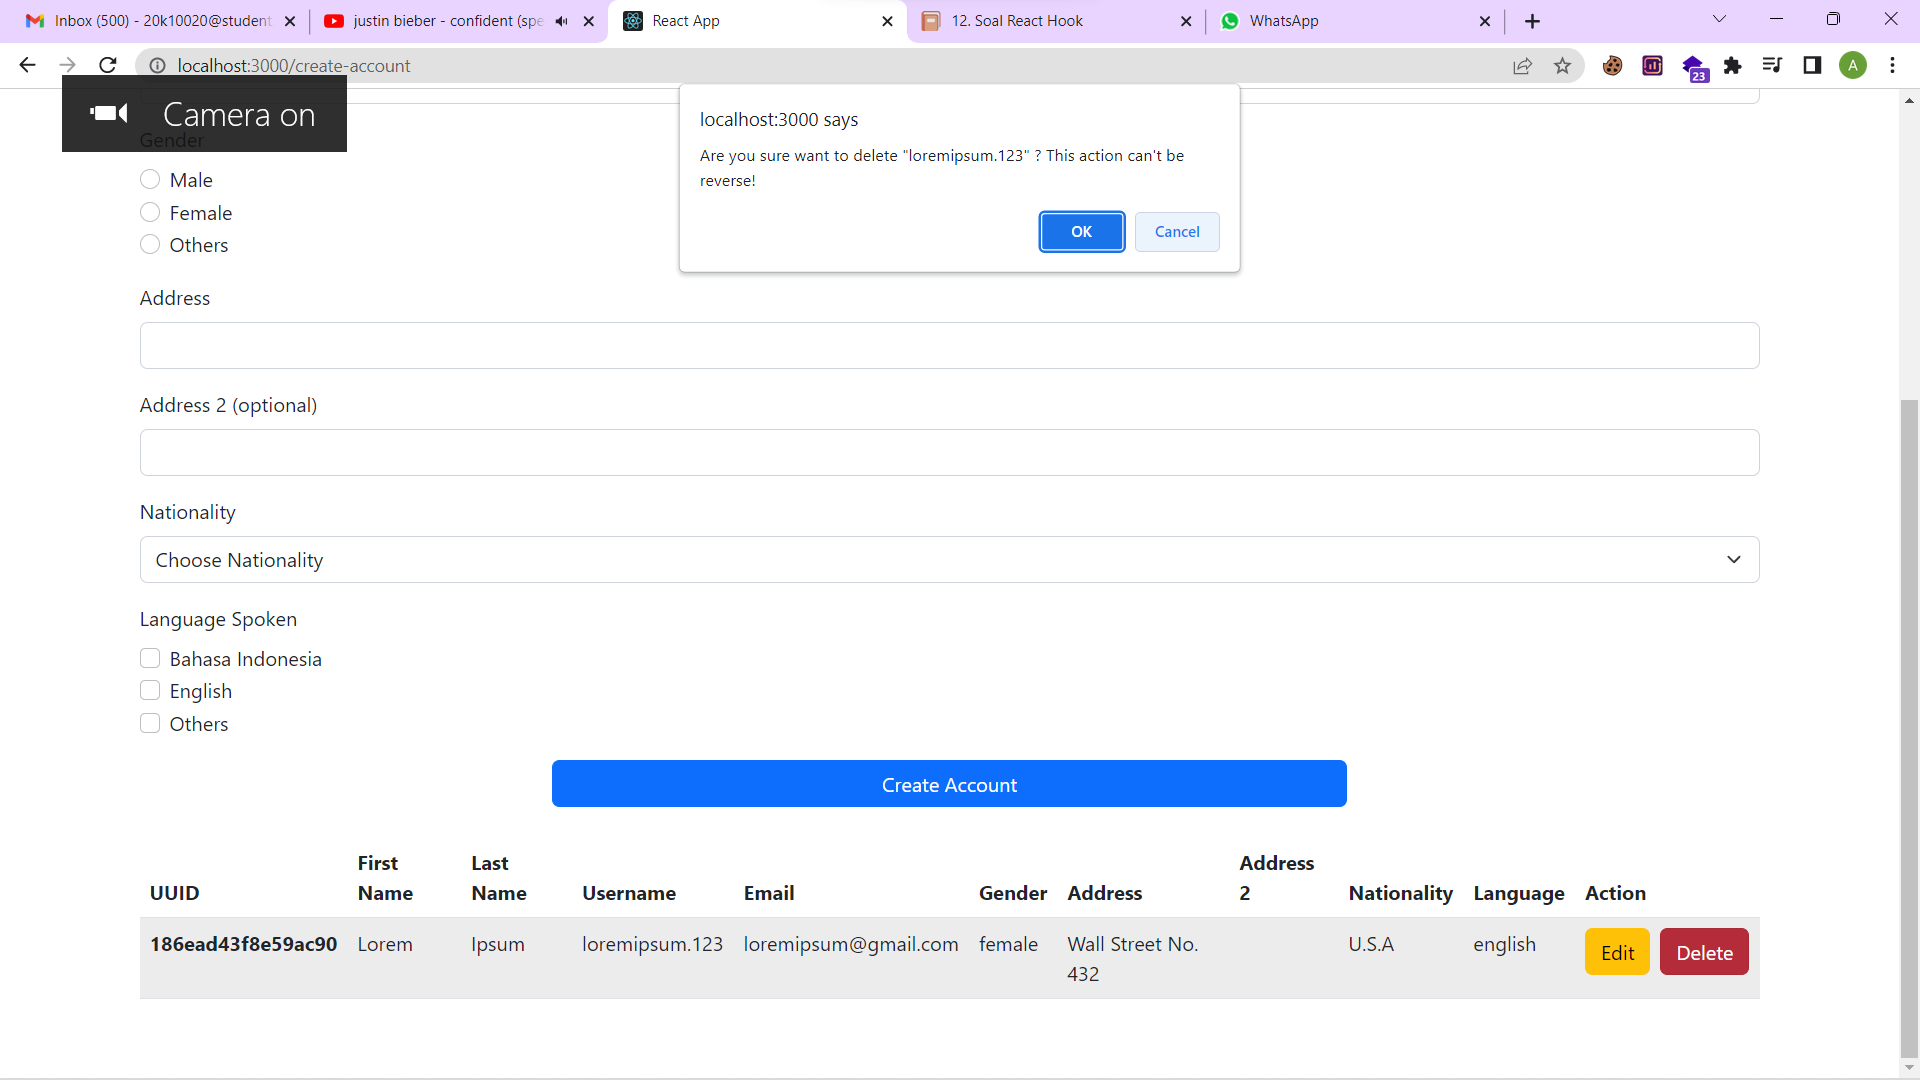 Inbox (500) - 20k10020@student
justin bieber - confident (spe
React App
12. Soal React Hook
WhatsApp
localhost:3000/create-account
23
A
Camera on
Gender
localhost:3000 says
Are you sure want to delete "loremipsum.123" ? This action can't be
reverse!
OK
Cancel
Male
Female
Others
Address
Address 2 (optional)
Nationality
Choose Nationality
Language Spoken
Bahasa Indonesia
English
Others
Create Account
UUID First Name Last Name Username Email Gender Address Address 2 Nationality Language Action
186ead43f8e59ac90 Lorem Ipsum loremipsum.123 loremipsum@gmail.com female Wall Street No. 432 U.S.A english Edit Delete